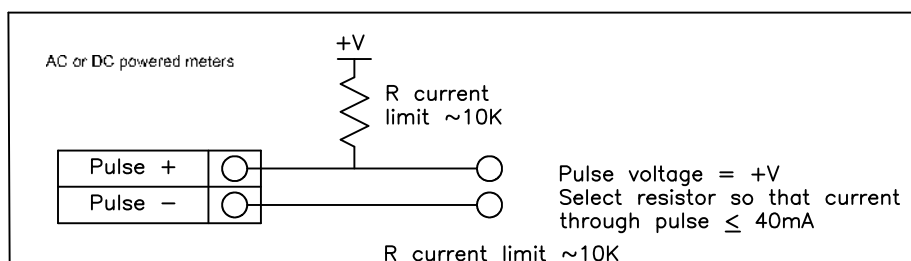 +V
AC or DC powered meters
R current
limit ~10K
Pulse +
Pulse −
Pulse voltage = +V
Select resistor so that current
through pulse ≤ 40mA
R current limit ~10K